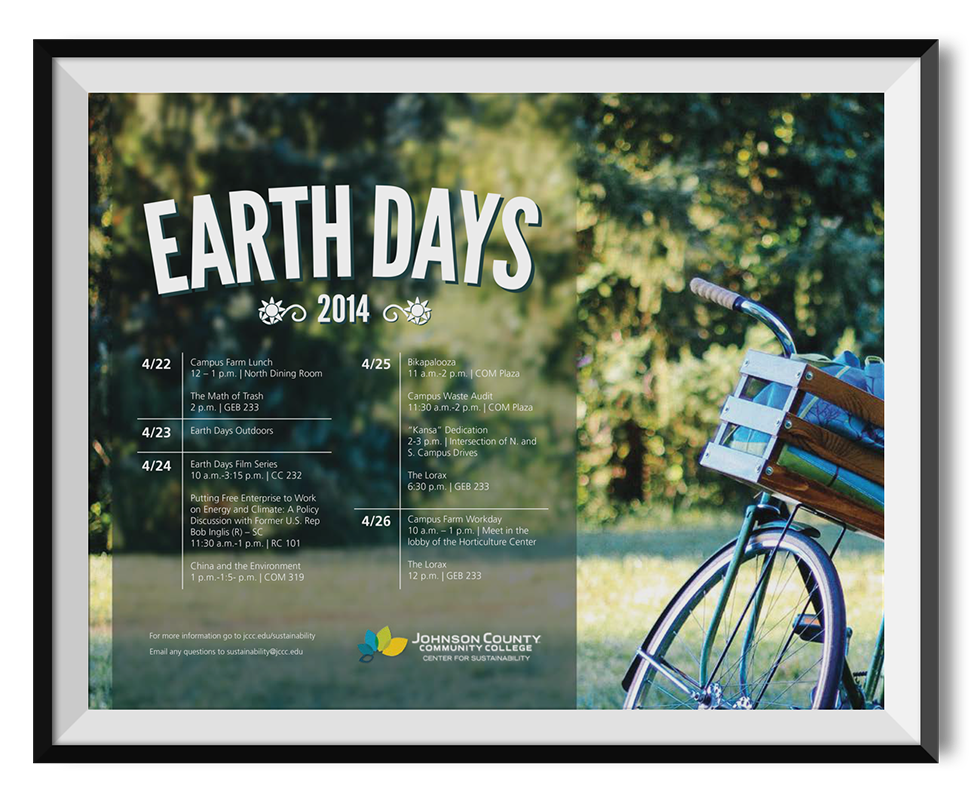 EARTH DAYS
2014
4/22
Campus Farm Lunch
12 – 1 p.m. | North Dining Room
The Math of Trash
2 p.m. | GEB 233
4/23
Earth Days Outdoors
4/24
Earth Days Film Series
10 a.m.-3:15 p.m. | CC 232
Putting Free Enterprise to Work
on Energy and Climate: A Policy
Discussion with Former U.S. Rep
Bob Inglis (R) – SC
11:30 a.m.-1 p.m. | RC 101
China and the Environment
1 p.m.-1:5- p.m. | COM 319
4/25
Bikapalooza
11 a.m.-2 p.m. | COM Plaza
Campus Waste Audit
11:30 a.m.-2 p.m. | COM Plaza
"Kansa" Dedication
2-3 p.m. | Intersection of N. and
S. Campus Drives
The Lorax
6:30 p.m. | GEB 233
4/26
Campus Farm Workday
10 a.m. – 1 p.m. | Meet in the
lobby of the Horticulture Center
The Lorax
12 p.m. | GEB 233
For more information go to jccc.edu/sustainability
Email any questions to sustainability@jccc.edu
JOHNSON COUNTY
COMMUNITY COLLEGE
CENTER FOR SUSTAINABILITY